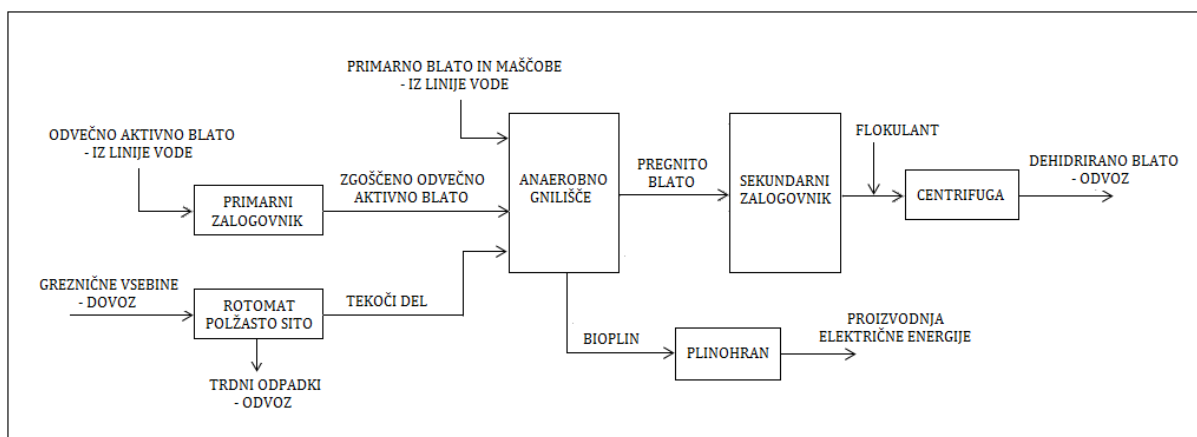 PRIMARNO BLATO IN MAŠČOBE
- IZ LINIJE VODE
ODVEČNO AKTIVNO BLATO
- IZ LINIJE VODE
PRIMARNI
ZALOGOVNIK
ZGOŠČENO ODVEČNO
AKTIVNO BLATO
GREZNIČNE VSEBINE
- DOVOZ
ROTOMAT
POLŽASTO SITO
TEKOČI DEL
TRDNI ODPADKI
- ODVOZ
ANAEROBNO
GNILIŠČE
PREGNITO
BLATO
SEKUNDARNI
ZALOGOVNIK
FLOKULANT
CENTRIFUGA
DEHIDRIRANO BLATO
- ODVOZ
BIOPLIN
PLINOHRAN
PROIZVODNJA
ELEKTRIČNE ENERGIJE